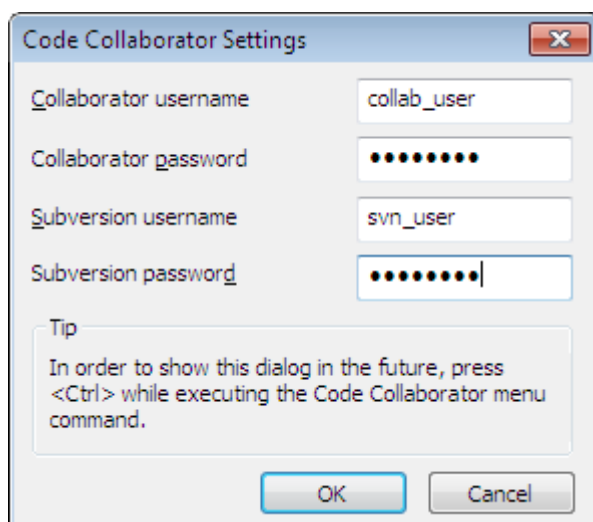 Code Collaborator Settings
Collaborator username collab_user
Collaborator password ●●●●●●●●
Subversion username svn_user
Subversion password ●●●●●●●●
Tip
In order to show this dialog in the future, press
<Ctrl> while executing the Code Collaborator menu
command.
OK Cancel